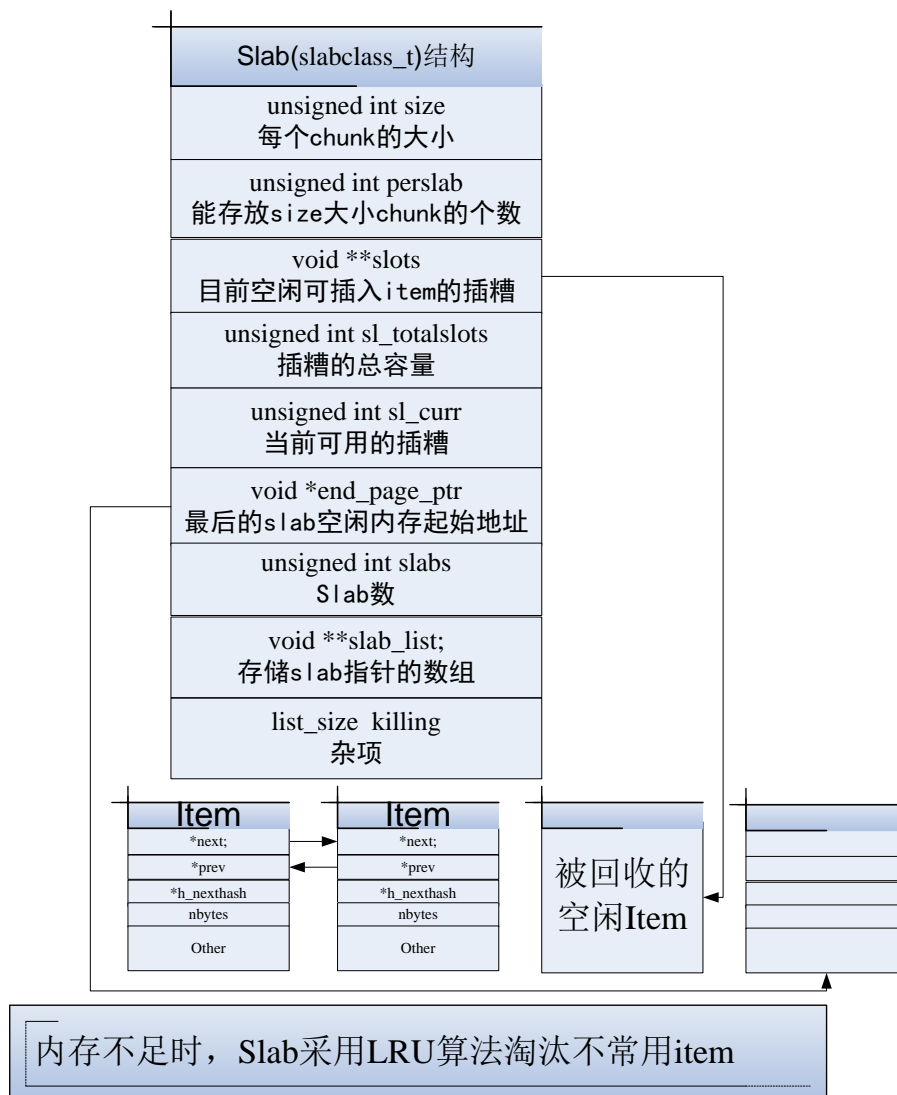 Slab(slabclass_t)结构
unsigned int size
每个chunk的大小
unsigned int perslab
能存放size大小chunk的个数
void **slots
目前空闲可插入item的插糟
unsigned int sl_totalslots
插糟的总容量
unsigned int sl_curr
当前可用的插糟
void *end_page_ptr
最后的slab空闲内存起始地址
unsigned int slabs
Slab数
void **slab_list;
存储slab指针的数组
list_size killing
杂项
Item
*next;
*prev
*h_nexthash
nbytes
Other
Item
*next;
*prev
*h_nexthash
nbytes
Other
被回收的
空闲Item
内存不足时，Slab采用LRU算法淘汰不常用item